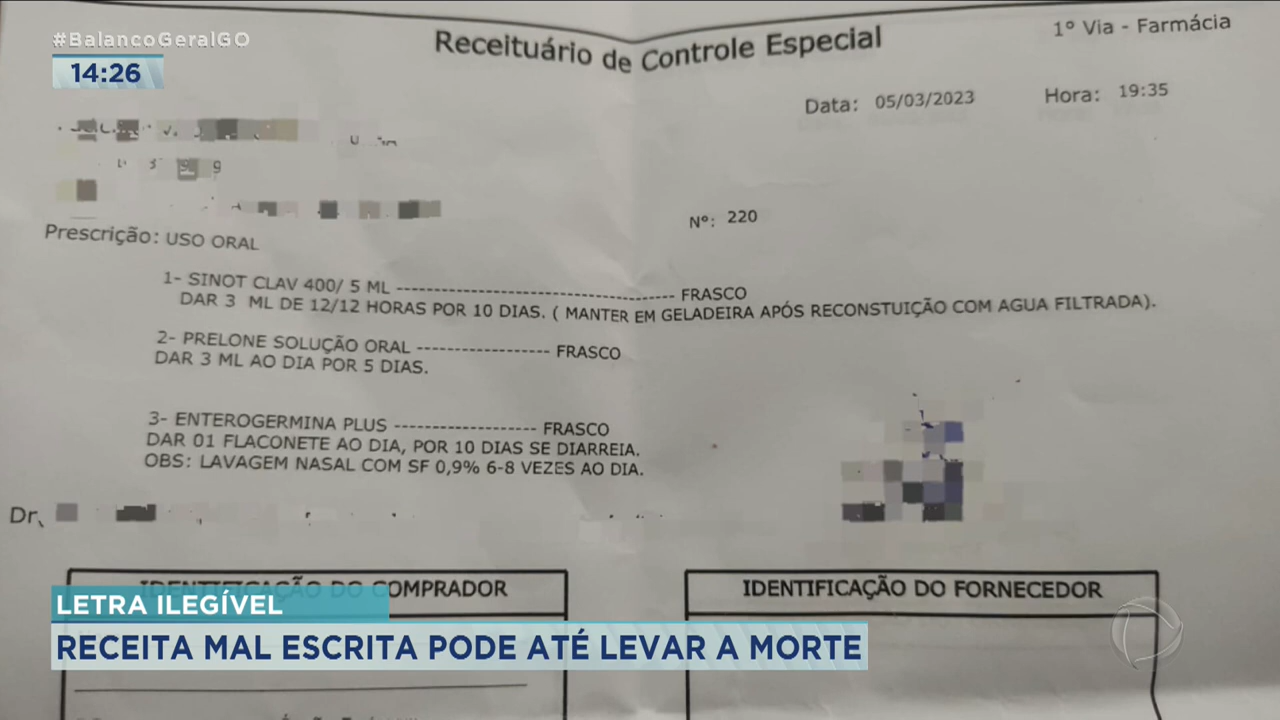 #BalancoGeralGO
14:26
Receituário de Controle Especial
1º Via - Farmácia
Data: 05/03/2023 Hora: 19:35
Nº: 220
Prescrição: USO ORAL
1- SINOT CLAV 400/ 5 ML ------------------------------------ FRASCO
DAR 3 ML DE 12/12 HORAS POR 10 DIAS. ( MANTER EM GELADEIRA APÓS RECONSTUIÇÃO COM AGUA FILTRADA).
2- PRELONE SOLUÇÃO ORAL ----------------- FRASCO
DAR 3 ML AO DIA POR 5 DIAS.
3- ENTEROGERMINA PLUS ------------------ FRASCO
DAR 01 FLACONETE AO DIA, POR 10 DIAS SE DIARREIA.
OBS: LAVAGEM NASAL COM SF 0,9% 6-8 VEZES AO DIA.
Dr.
IDENTIFICAÇÃO DO COMPRADOR
IDENTIFICAÇÃO DO FORNECEDOR
LETRA ILEGÍVEL
RECEITA MAL ESCRITA PODE ATÉ LEVAR A MORTE